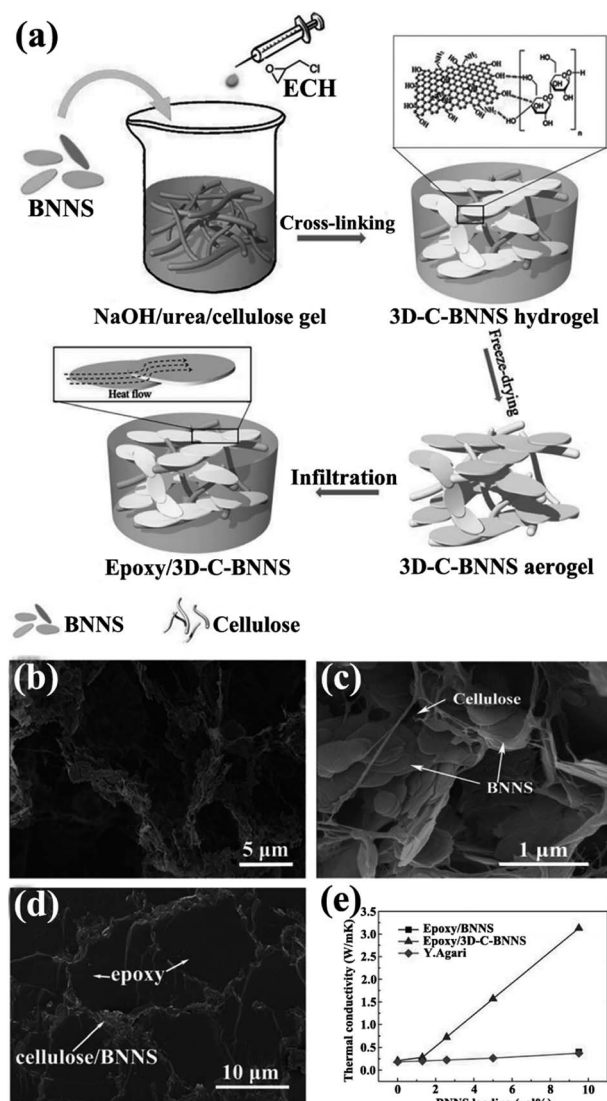 (a)
ECH
BNNS
Cross-linking
NaOH/urea/cellulose gel
3D-C-BNNS hydrogel
Freeze-drying
Heat flow
Infiltration
Epoxy/3D-C-BNNS
3D-C-BNNS aerogel
BNNS
Cellulose
(b)
5 μm
(c)
Cellulose
BNNS
1 μm
(d)
epoxy
cellulose/BNNS
10 μm
(e)
Thermal conductivity (W/mK)
3.5
3.0
2.5
2.0
1.5
1.0
0.5
0.0
Epoxy/BNNS
Epoxy/3D-C-BNNS
Y.Agari
0
2
4
6
8
10